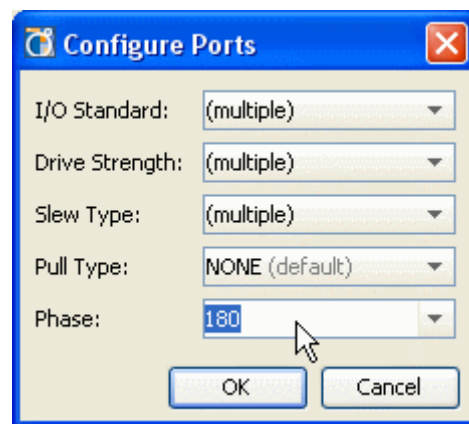 Configure Ports
I/O Standard: (multiple)
Drive Strength: (multiple)
Slew Type: (multiple)
Pull Type: NONE (default)
Phase: 180
OK Cancel